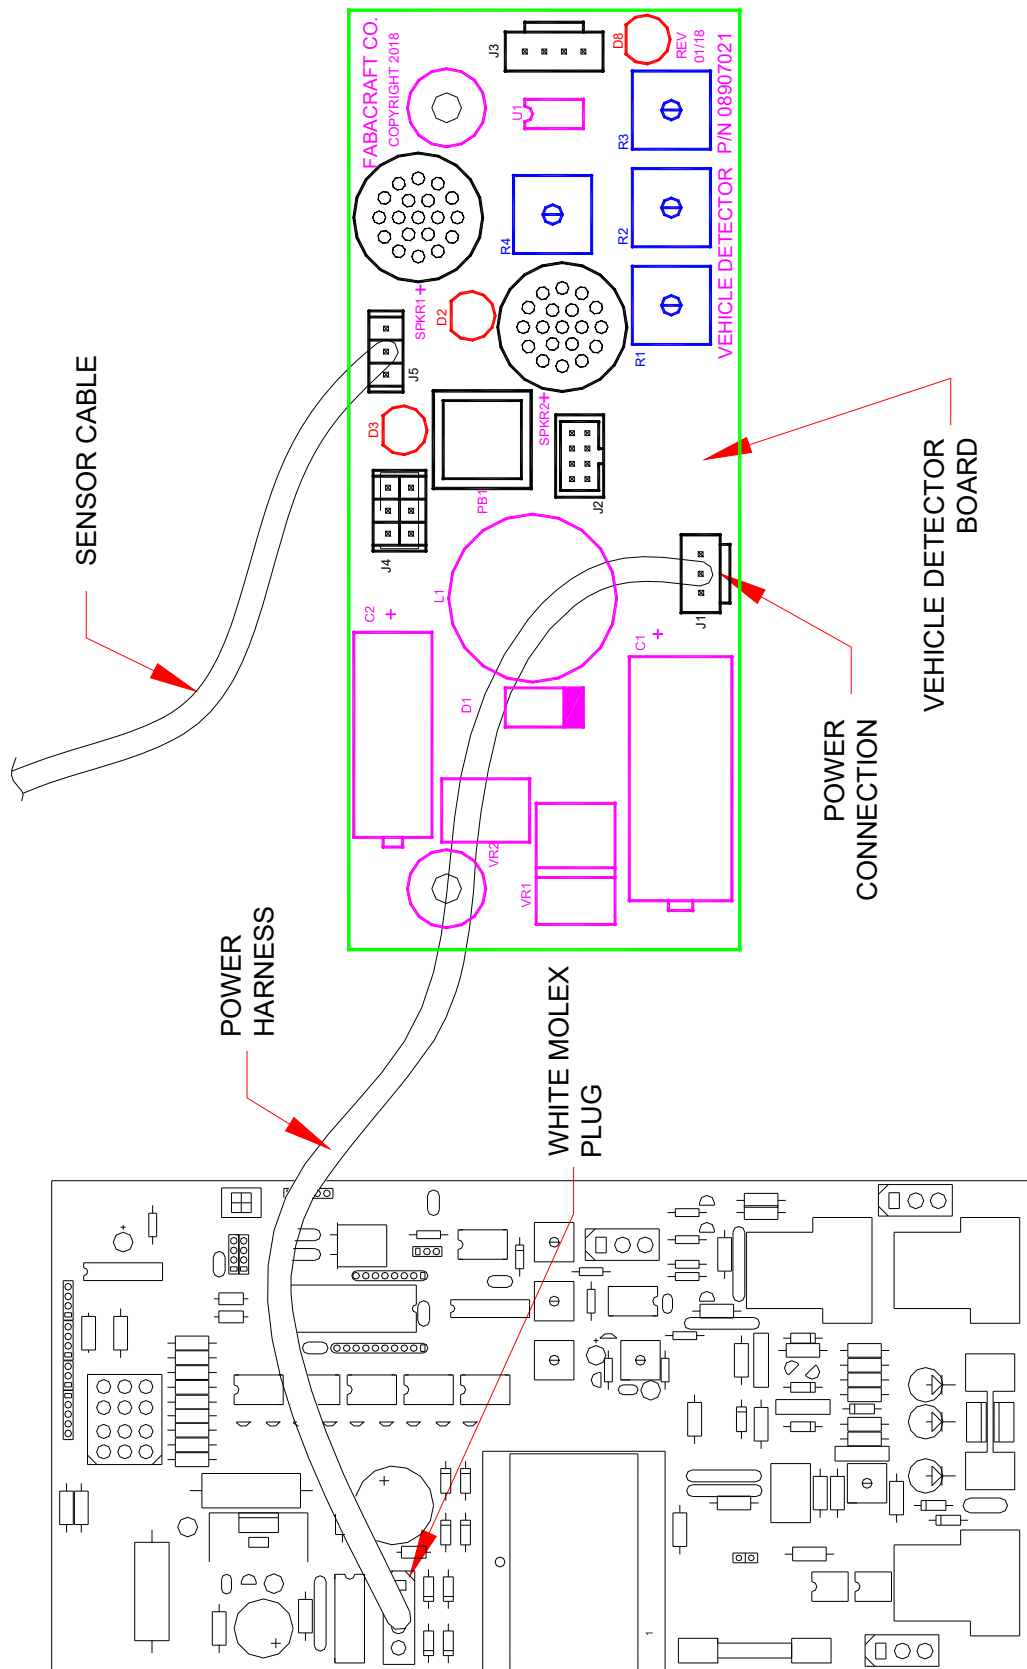 SENSOR CABLE
POWER
HARNESS
WHITE MOLEX
PLUG
POWER
CONNECTION
VEHICLE DETECTOR
BOARD
FABACRAFT CO.
COPYRIGHT 2018
J3
D8
REV
01/18
U1
R3
R4
R2
R1
VEHICLE DETECTOR P/N 08907021
SPKR1+
D2
J5
D3
SPKR2+
PB1
J2
J4
L1
C2
+
J1
C1
+
D1
VR2
VR1
+
+
+
+
1